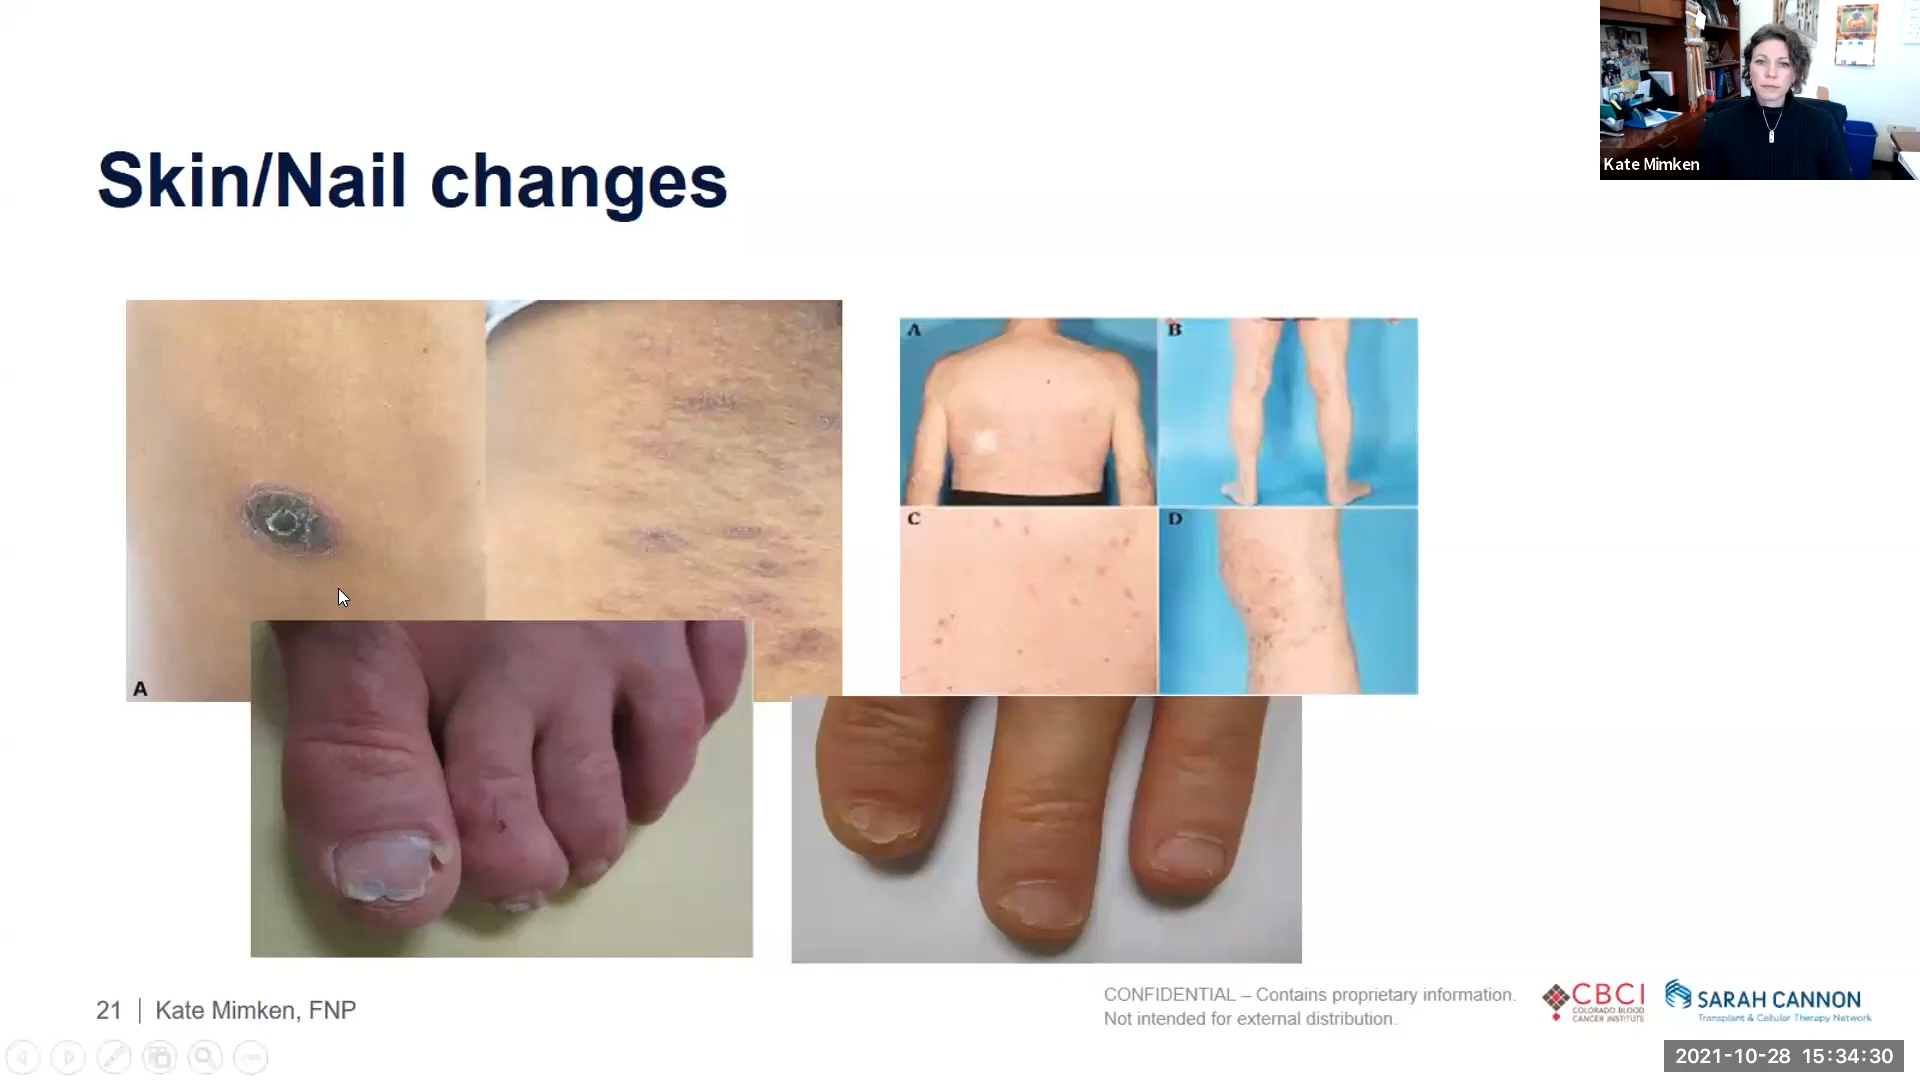 Kate Mimken
Skin/Nail changes
A
A
B
C
D
21 | Kate Mimken, FNP
CONFIDENTIAL – Contains proprietary information.
Not intended for external distribution.
CBCI
COLORADO BLOOD
CANCER INSTITUTE
SARAH CANNON
Transplant & Cellular Therapy Network
2021-10-28 15:34:30